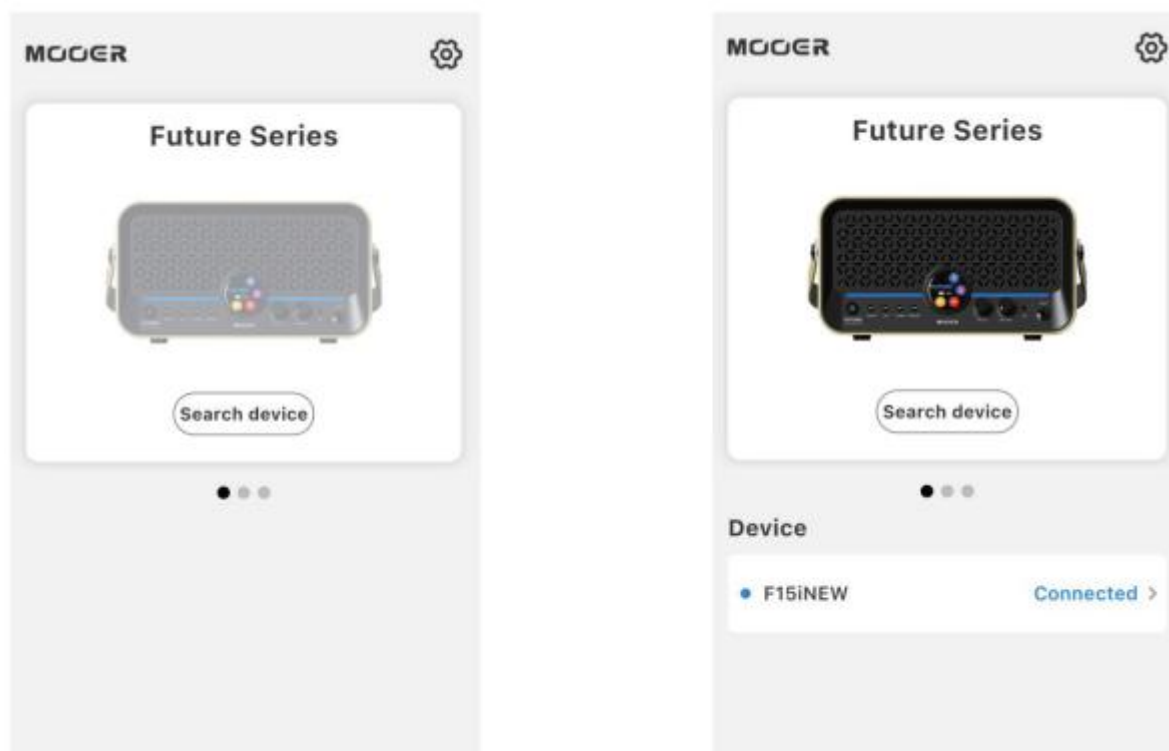 MOOER
Future Series
Search device
MOOER
Future Series
Search device
Device
F15iNEW
Connected >